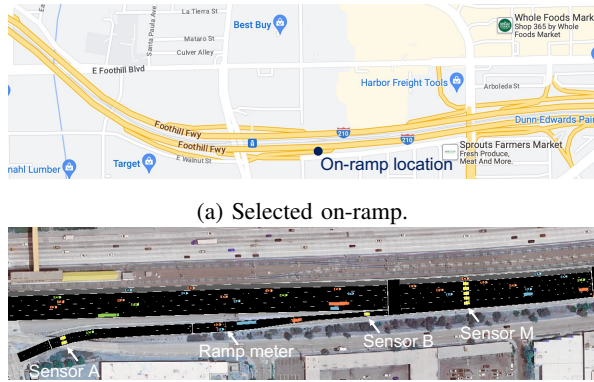 La Tierra St
Santa Paula Ave
Best Buy
Mataro St
Culver Alley
Whole Foods Mark
Shop 365 by Whole
Foods Market
E Foothill Blvd
Harbor Freight Tools
Arboleda St
Foothill Fwy
210
210
Dunn-Edwards Pain
Foothill Fwy
Target
E Walnut St
nahl Lumber
On-ramp location
Sprouts Farmers Market
Fresh Produce,
Meat And More.
(a) Selected on-ramp.
Sensor A
Ramp meter
Sensor B
Sensor M